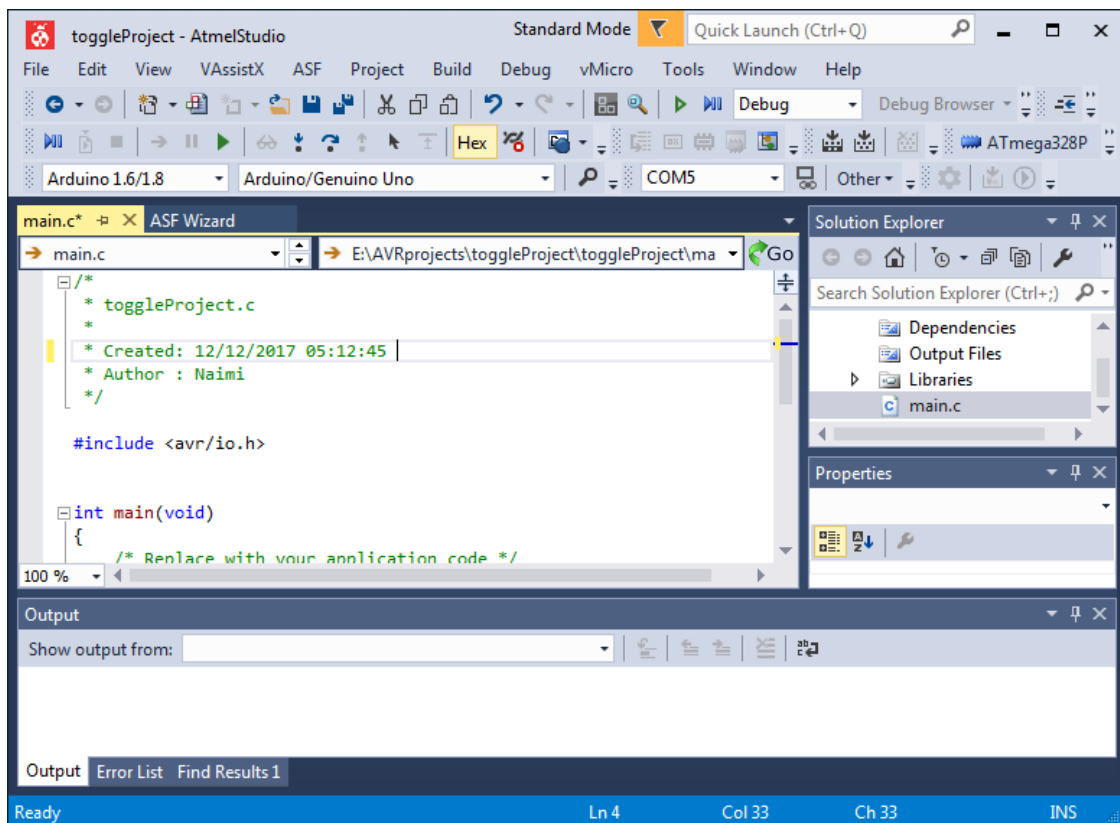 toggleProject - AtmelStudio
Standard Mode
Quick Launch (Ctrl+Q)
File Edit View VAssistX ASF Project Build Debug vMicro Tools Window Help
Debug Debug Browser
Hex ATmega328P
Arduino 1.6/1.8 Arduino/Genuino Uno COM5 Other
main.c* ASF Wizard
main.c E:\AVRprojects\toggleProject\toggleProject\ma Go
/*
* toggleProject.c
*
* Created: 12/12/2017 05:12:45
* Author : Naimi
*/
#include <avr/io.h>
int main(void)
{
/* Replace with your application code */
100 %
Solution Explorer
Search Solution Explorer (Ctrl+;)
Dependencies
Output Files
Libraries
main.c
Properties
Output
Show output from:
Output Error List Find Results 1
Ready Ln 4 Col 33 Ch 33 INS